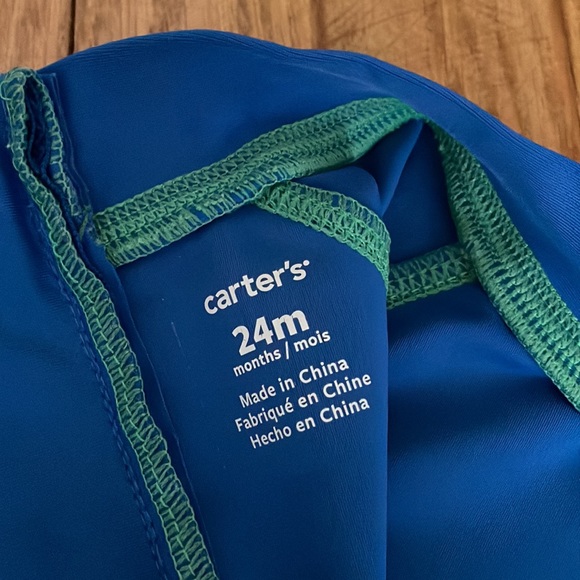 carter's
24m
months / mois
Made in China
Fabriqué en Chine
Hecho en China